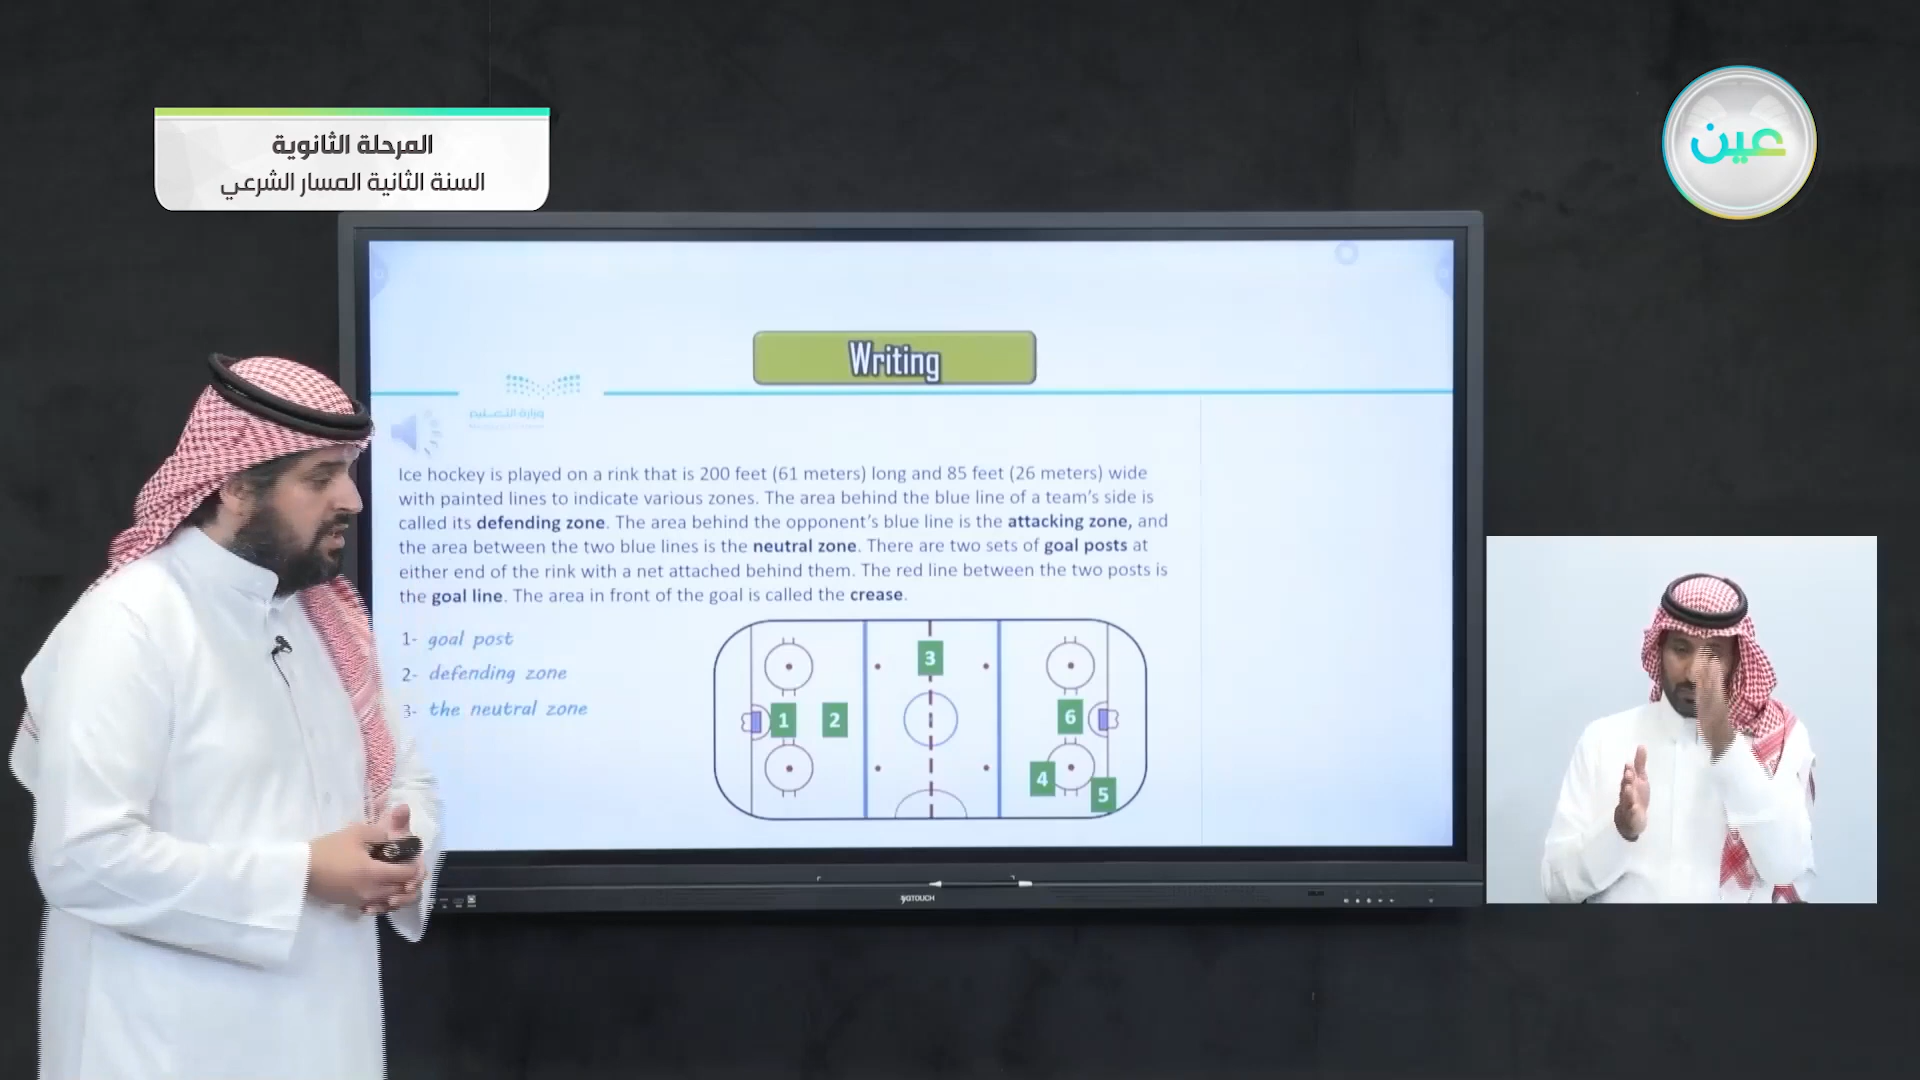 المرحلة الثانوية
السنة الثانية المسار الشرعي
عين
Writing
وزارة التعليم
Ice hockey is played on a rink that is 200 feet (61 meters) long and 85 feet (26 meters) wide
with painted lines to indicate various zones. The area behind the blue line of a team's side is
called its defending zone. The area behind the opponent's blue line is the attacking zone, and
the area between the two blue lines is the neutral zone. There are two sets of goal posts at
either end of the rink with a net attached behind them. The red line between the two posts is
the goal line. The area in front of the goal is called the crease.
1- goal post
2- defending zone
3- the neutral zone
3
1
2
6
4
5